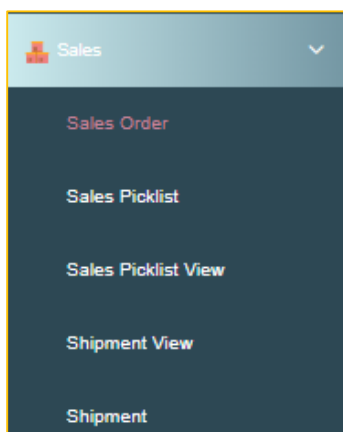 Sales
Sales Order
Sales Picklist
Sales Picklist View
Shipment View
Shipment